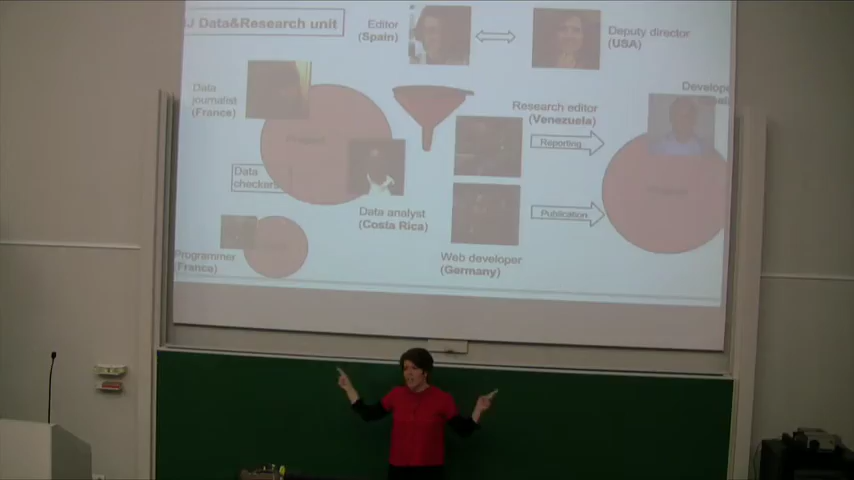 J Data&Research unit
Editor
(Spain)
Deputy director
(USA)
Data
journalist
(France)
Research editor
(Venezuela)
Reporting
Data
checkers
Data analyst
(Costa Rica)
Publication
Programmer
(France)
Web developer
(Germany)